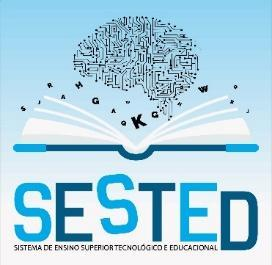 SESTED
SISTEMA DE ENSINO SUPERIOR TECNOLÓGICO E EDUCACIONAL